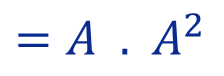 = A . A²